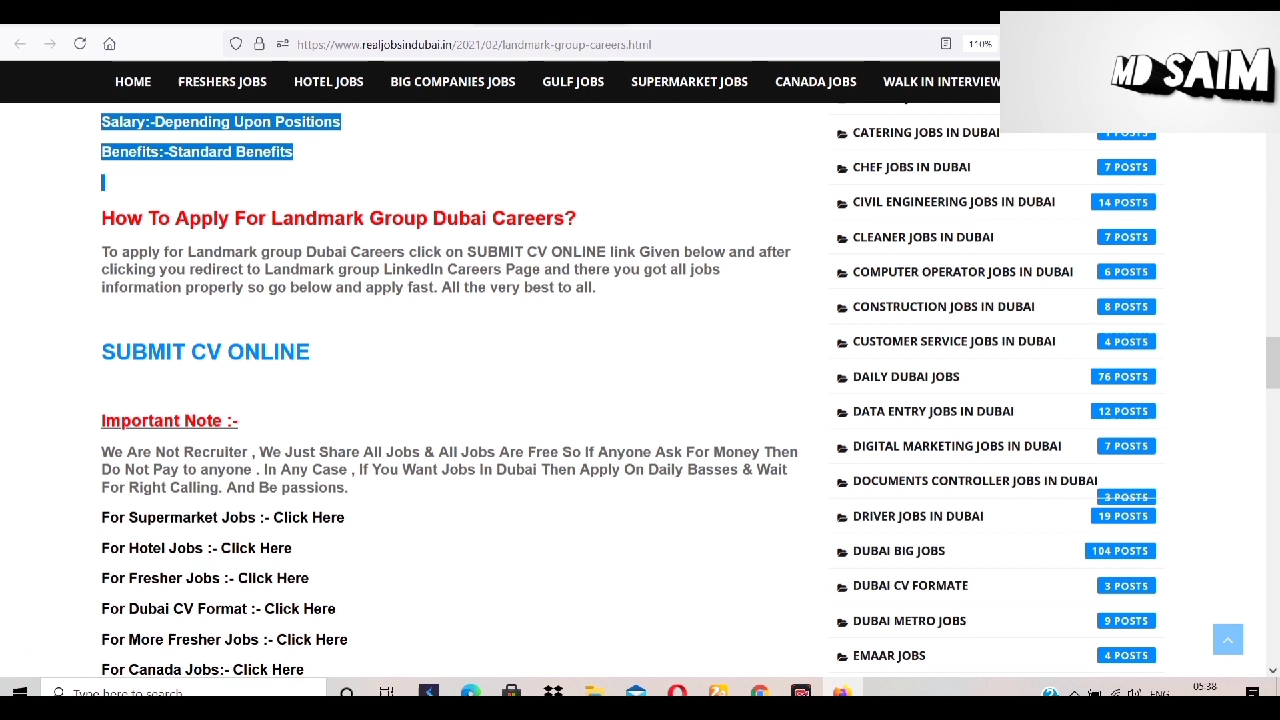 https://www.realjobsindubai.in/2021/02/landmark-group-careers.html
110%
MD SAIM
HOME
FRESHERS JOBS
HOTEL JOBS
BIG COMPANIES JOBS
GULF JOBS
SUPERMARKET JOBS
CANADA JOBS
WALK IN INTERVIEW
Salary:-Depending Upon Positions
Benefits:-Standard Benefits
How To Apply For Landmark Group Dubai Careers?
To apply for Landmark group Dubai Careers click on SUBMIT CV ONLINE link Given below and after
clicking you redirect to Landmark group LinkedIn Careers Page and there you got all jobs
information properly so go below and apply fast. All the very best to all.
SUBMIT CV ONLINE
Important Note :-
We Are Not Recruiter , We Just Share All Jobs & All Jobs Are Free So If Anyone Ask For Money Then
Do Not Pay to anyone . In Any Case , If You Want Jobs In Dubai Then Apply On Daily Basses & Wait
For Right Calling. And Be passions.
For Supermarket Jobs :- Click Here
For Hotel Jobs :- Click Here
For Fresher Jobs :- Click Here
For Dubai CV Format :- Click Here
For More Fresher Jobs :- Click Here
For Canada Jobs:- Click Here
CATERING JOBS IN DUBAI
CHEF JOBS IN DUBAI 7 POSTS
CIVIL ENGINEERING JOBS IN DUBAI 14 POSTS
CLEANER JOBS IN DUBAI 7 POSTS
COMPUTER OPERATOR JOBS IN DUBAI 6 POSTS
CONSTRUCTION JOBS IN DUBAI 8 POSTS
CUSTOMER SERVICE JOBS IN DUBAI 4 POSTS
DAILY DUBAI JOBS 76 POSTS
DATA ENTRY JOBS IN DUBAI 12 POSTS
DIGITAL MARKETING JOBS IN DUBAI 7 POSTS
DOCUMENTS CONTROLLER JOBS IN DUBAI
3 POSTS
DRIVER JOBS IN DUBAI 19 POSTS
DUBAI BIG JOBS 104 POSTS
DUBAI CV FORMATE 3 POSTS
DUBAI METRO JOBS 9 POSTS
EMAAR JOBS 4 POSTS
Type here to search
ENG
05:38